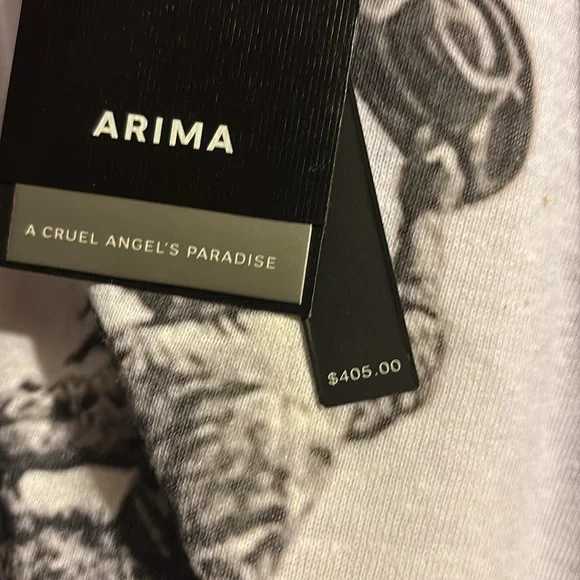 ARIMA
A CRUEL ANGEL'S PARADISE
$405.00